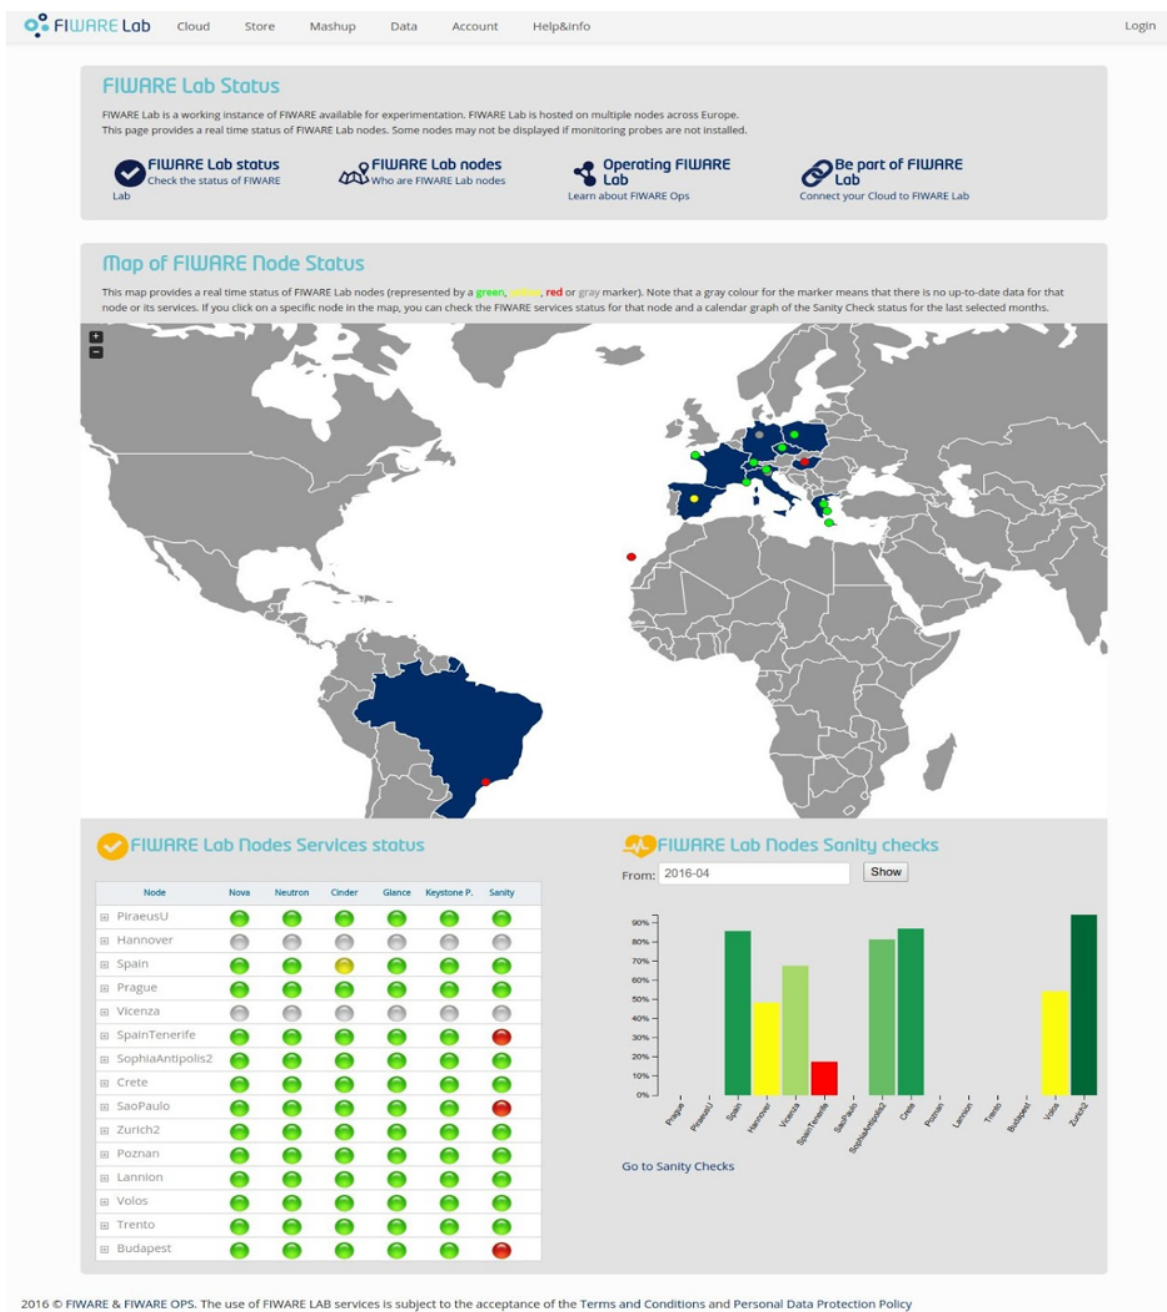 FIWARE Lab Cloud Store Mashup Data Account Help&info Login
FIWARE Lab Status
FIWARE Lab is a working instance of FIWARE available for experimentation. FIWARE Lab is hosted on multiple nodes across Europe.
This page provides a real time status of FIWARE Lab nodes. Some nodes may not be displayed if monitoring probes are not installed.
FIWARE Lab status
Check the status of FIWARE
Lab
FIWARE Lab nodes
Who are FIWARE Lab nodes
Operating FIWARE
Lab
Learn about FIWARE Ops
Be part of FIWARE
Lab
Connect your Cloud to FIWARE Lab
Map of FIWARE Node Status
This map provides a real time status of FIWARE Lab nodes (represented by a green, yellow, red or gray marker). Note that a gray colour for the marker means that there is no up-to-date data for that
node or its services. If you click on a specific node in the map, you can check the FIWARE services status for that node and a calendar graph of the Sanity Check status for the last selected months.
+
−
FIWARE Lab Nodes Services status
Node Nova Neutron Cinder Glance Keystone P. Sanity
PiraeusU
Hannover
Spain
Prague
Vicenza
SpainTenerife
SophiaAntipolis2
Crete
SaoPaulo
Zurich2
Poznan
Lannion
Volos
Trento
Budapest
FIWARE Lab Nodes Sanity checks
From: 2016-04 Show
90%
80%
70%
60%
50%
40%
30%
20%
10%
0%
Prague PiraeusU Spain Hannover Vicenza SpainTenerife SaoPaulo SophiaAntipolis2 Crete Poznan Lannion Trento Budapest Volos Zurich2
Go to Sanity Checks
2016 © FIWARE & FIWARE OPS. The use of FIWARE LAB services is subject to the acceptance of the Terms and Conditions and Personal Data Protection Policy